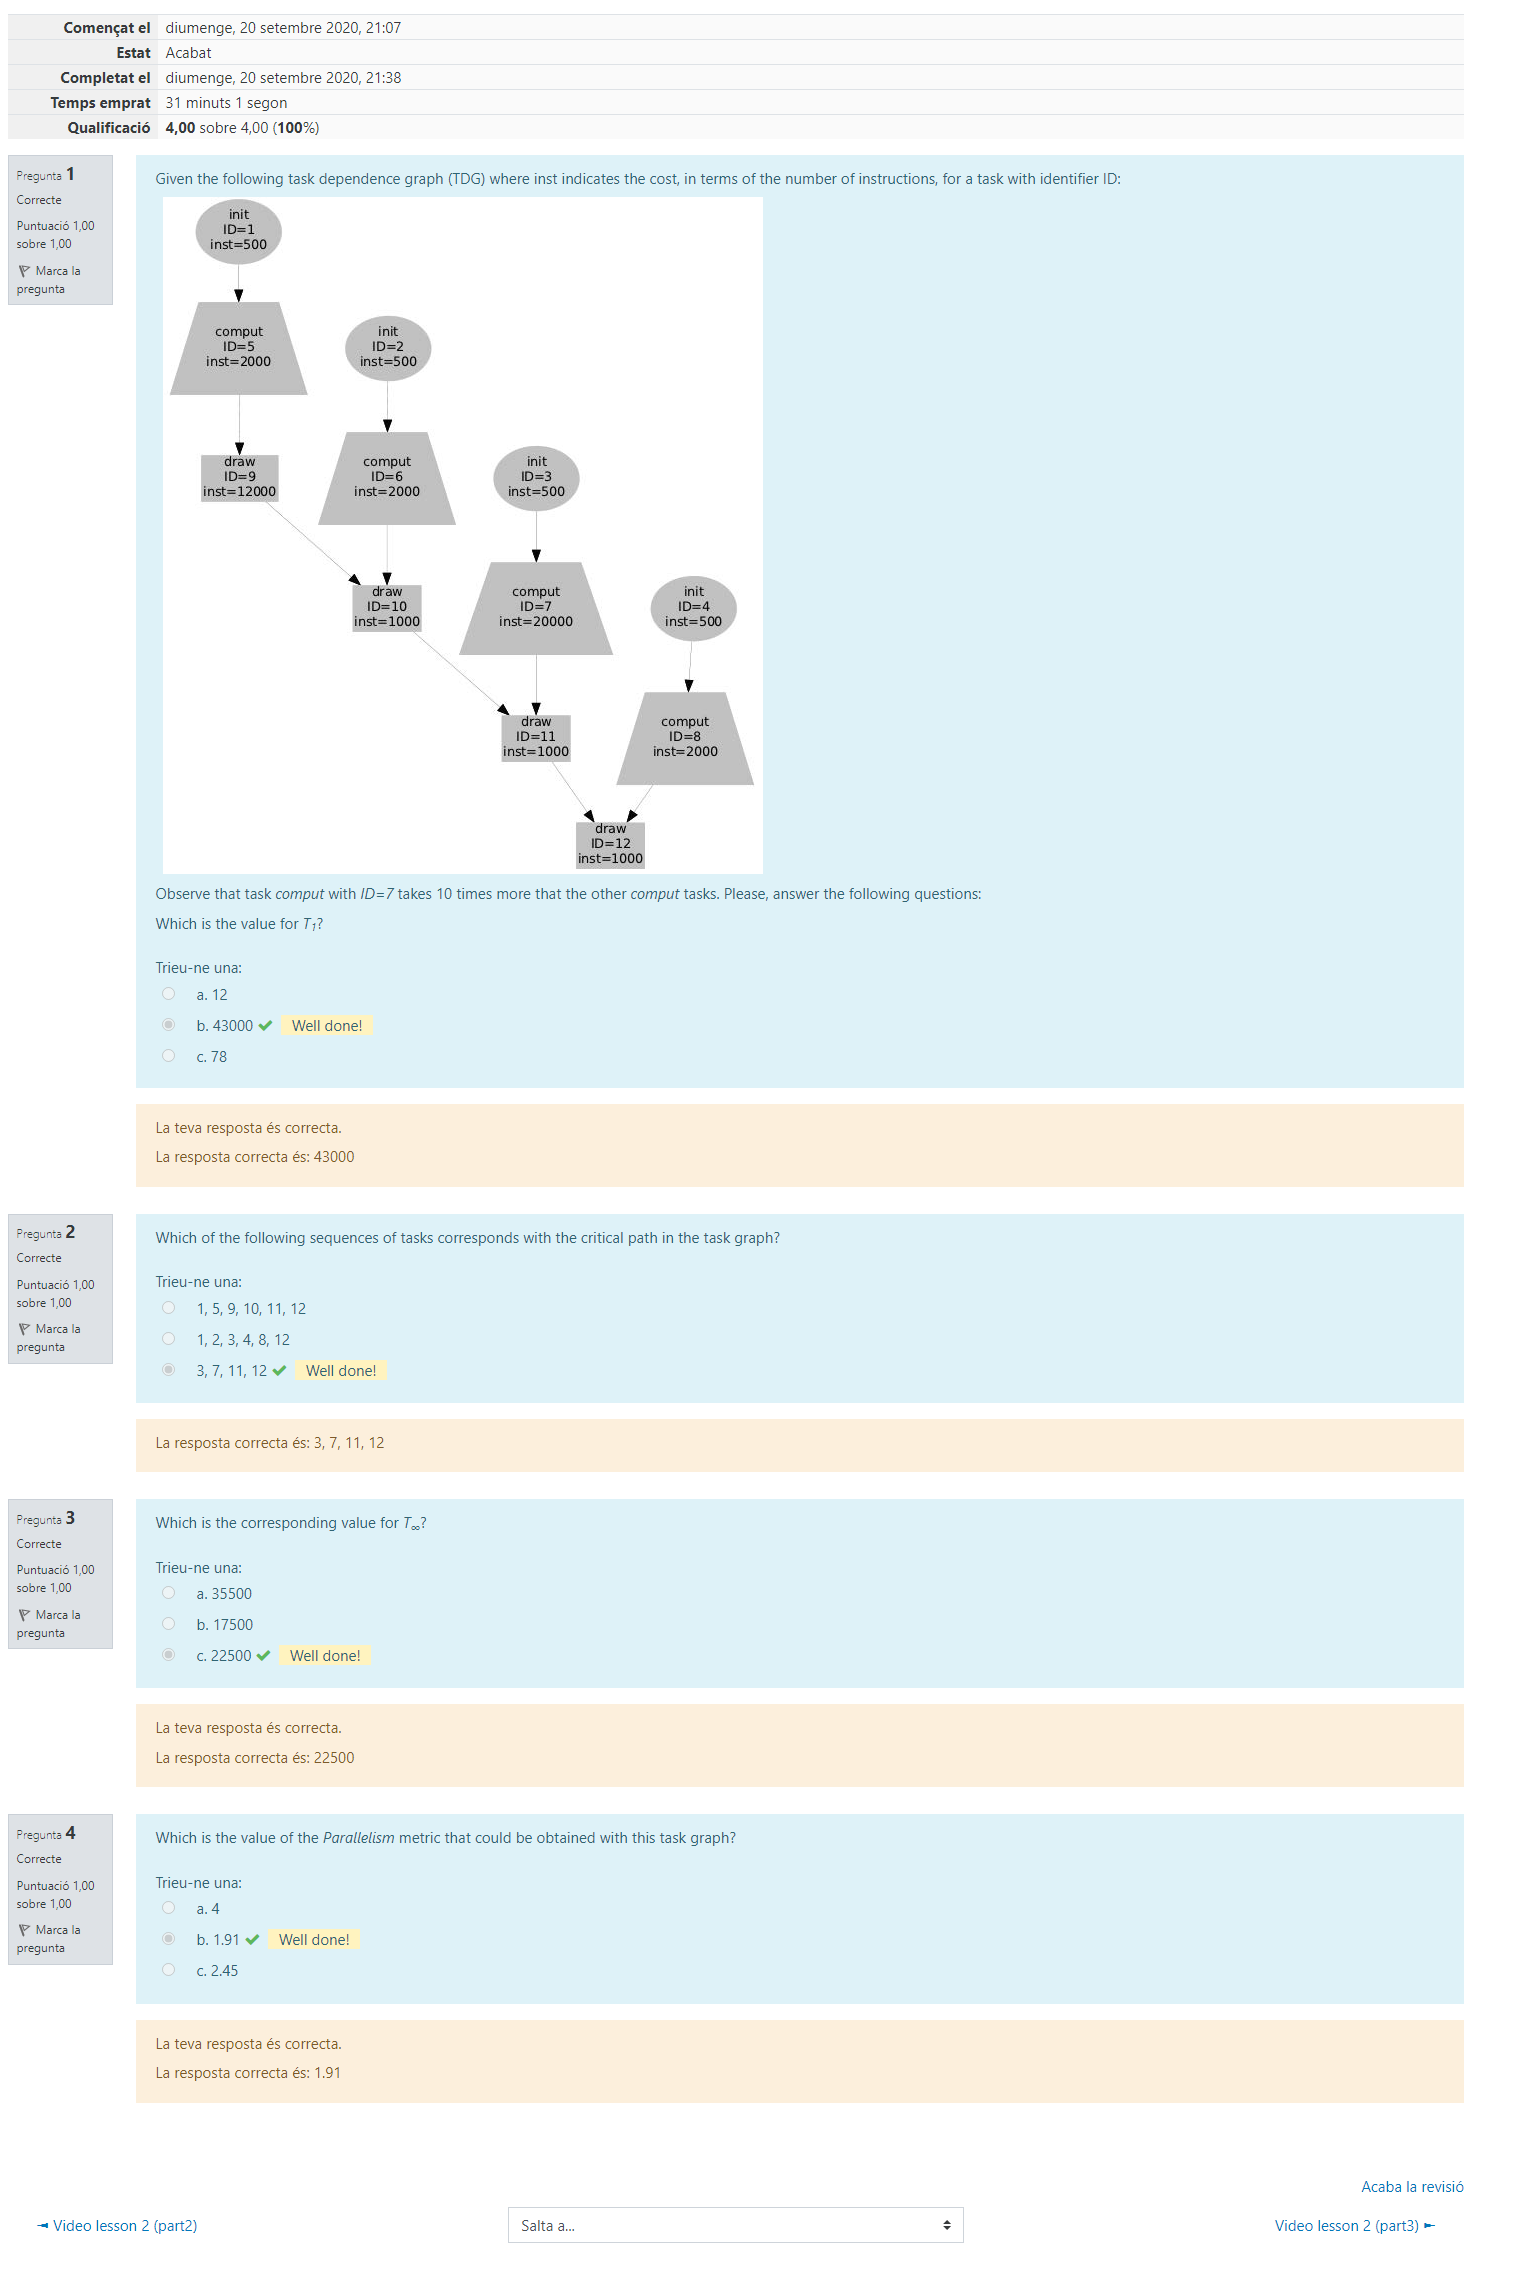 Començat el diumenge, 20 setembre 2020, 21:07
Estat Acabat
Completat el diumenge, 20 setembre 2020, 21:38
Temps emprat 31 minuts 1 segon
Qualificació 4,00 sobre 4,00 (100%)
Pregunta 1
Correcte
Puntuació 1,00
sobre 1,00
Marca la
pregunta
Given the following task dependence graph (TDG) where inst indicates the cost, in terms of the number of instructions, for a task with identifier ID:
init
ID=1
inst=500
comput
ID=5
inst=2000
init
ID=2
inst=500
draw
ID=9
inst=12000
comput
ID=6
inst=2000
init
ID=3
inst=500
draw
ID=10
inst=1000
comput
ID=7
inst=20000
init
ID=4
inst=500
draw
ID=11
inst=1000
comput
ID=8
inst=2000
draw
ID=12
inst=1000
Observe that task comput with ID=7 takes 10 times more that the other comput tasks. Please, answer the following questions:
Which is the value for T1?
Trieu-ne una:
a. 12
b. 43000 Well done!
c. 78
La teva resposta és correcta.
La resposta correcta és: 43000
Pregunta 2
Correcte
Puntuació 1,00
sobre 1,00
Marca la
pregunta
Which of the following sequences of tasks corresponds with the critical path in the task graph?
Trieu-ne una:
1, 5, 9, 10, 11, 12
1, 2, 3, 4, 8, 12
3, 7, 11, 12 Well done!
La resposta correcta és: 3, 7, 11, 12
Pregunta 3
Correcte
Puntuació 1,00
sobre 1,00
Marca la
pregunta
Which is the corresponding value for T∞?
Trieu-ne una:
a. 35500
b. 17500
c. 22500 Well done!
La teva resposta és correcta.
La resposta correcta és: 22500
Pregunta 4
Correcte
Puntuació 1,00
sobre 1,00
Marca la
pregunta
Which is the value of the Parallelism metric that could be obtained with this task graph?
Trieu-ne una:
a. 4
b. 1.91 Well done!
c. 2.45
La teva resposta és correcta.
La resposta correcta és: 1.91
Acaba la revisió
◄ Video lesson 2 (part2)
Salta a...
Video lesson 2 (part3) ►